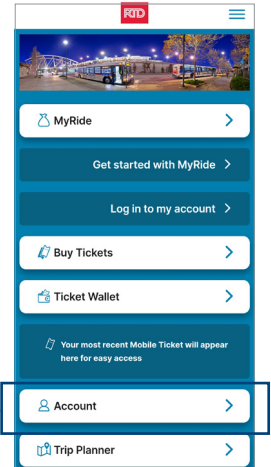 RTD
MyRide
Get started with MyRide
Log in to my account
Buy Tickets
Ticket Wallet
Your most recent Mobile Ticket will appear
here for easy access
Account
Trip Planner